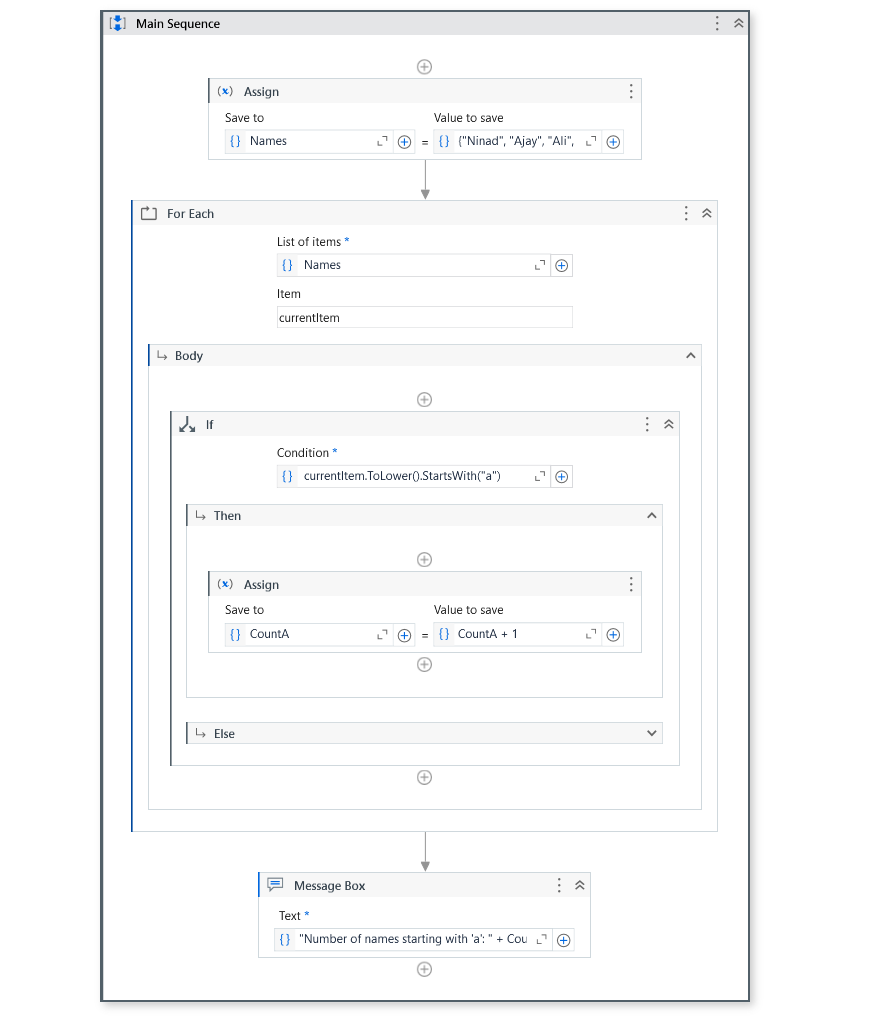 Main Sequence
(x) Assign
Save to Value to save
{} Names = {} ("Ninad", "Ajay", "Ali",
For Each
List of items *
{} Names
Item
currentItem
Body
If
Condition *
{} currentItem.ToLower().StartsWith("a")
Then
(x) Assign
Save to Value to save
{} CountA = {} CountA + 1
Else
Message Box
Text *
{} "Number of names starting with 'a': " + Cou